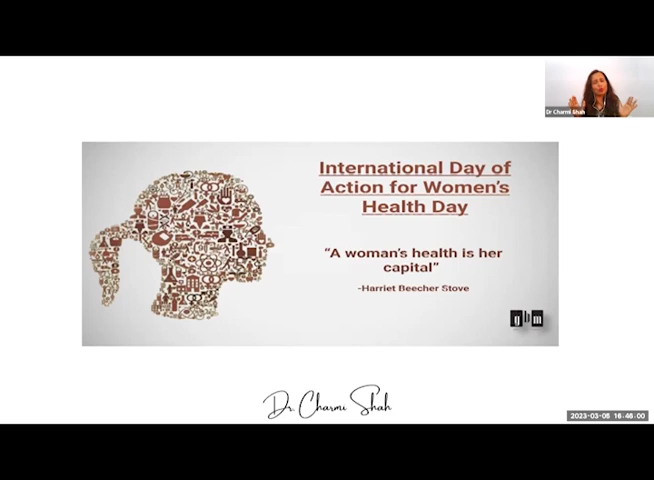 Dr Charmi Shah
International Day of
Action for Women's
Health Day
“A woman's health is her
capital”
-Harriet Beecher Stove
gbm
Dr. Charmi Shah
2023-03-06 16:46:00